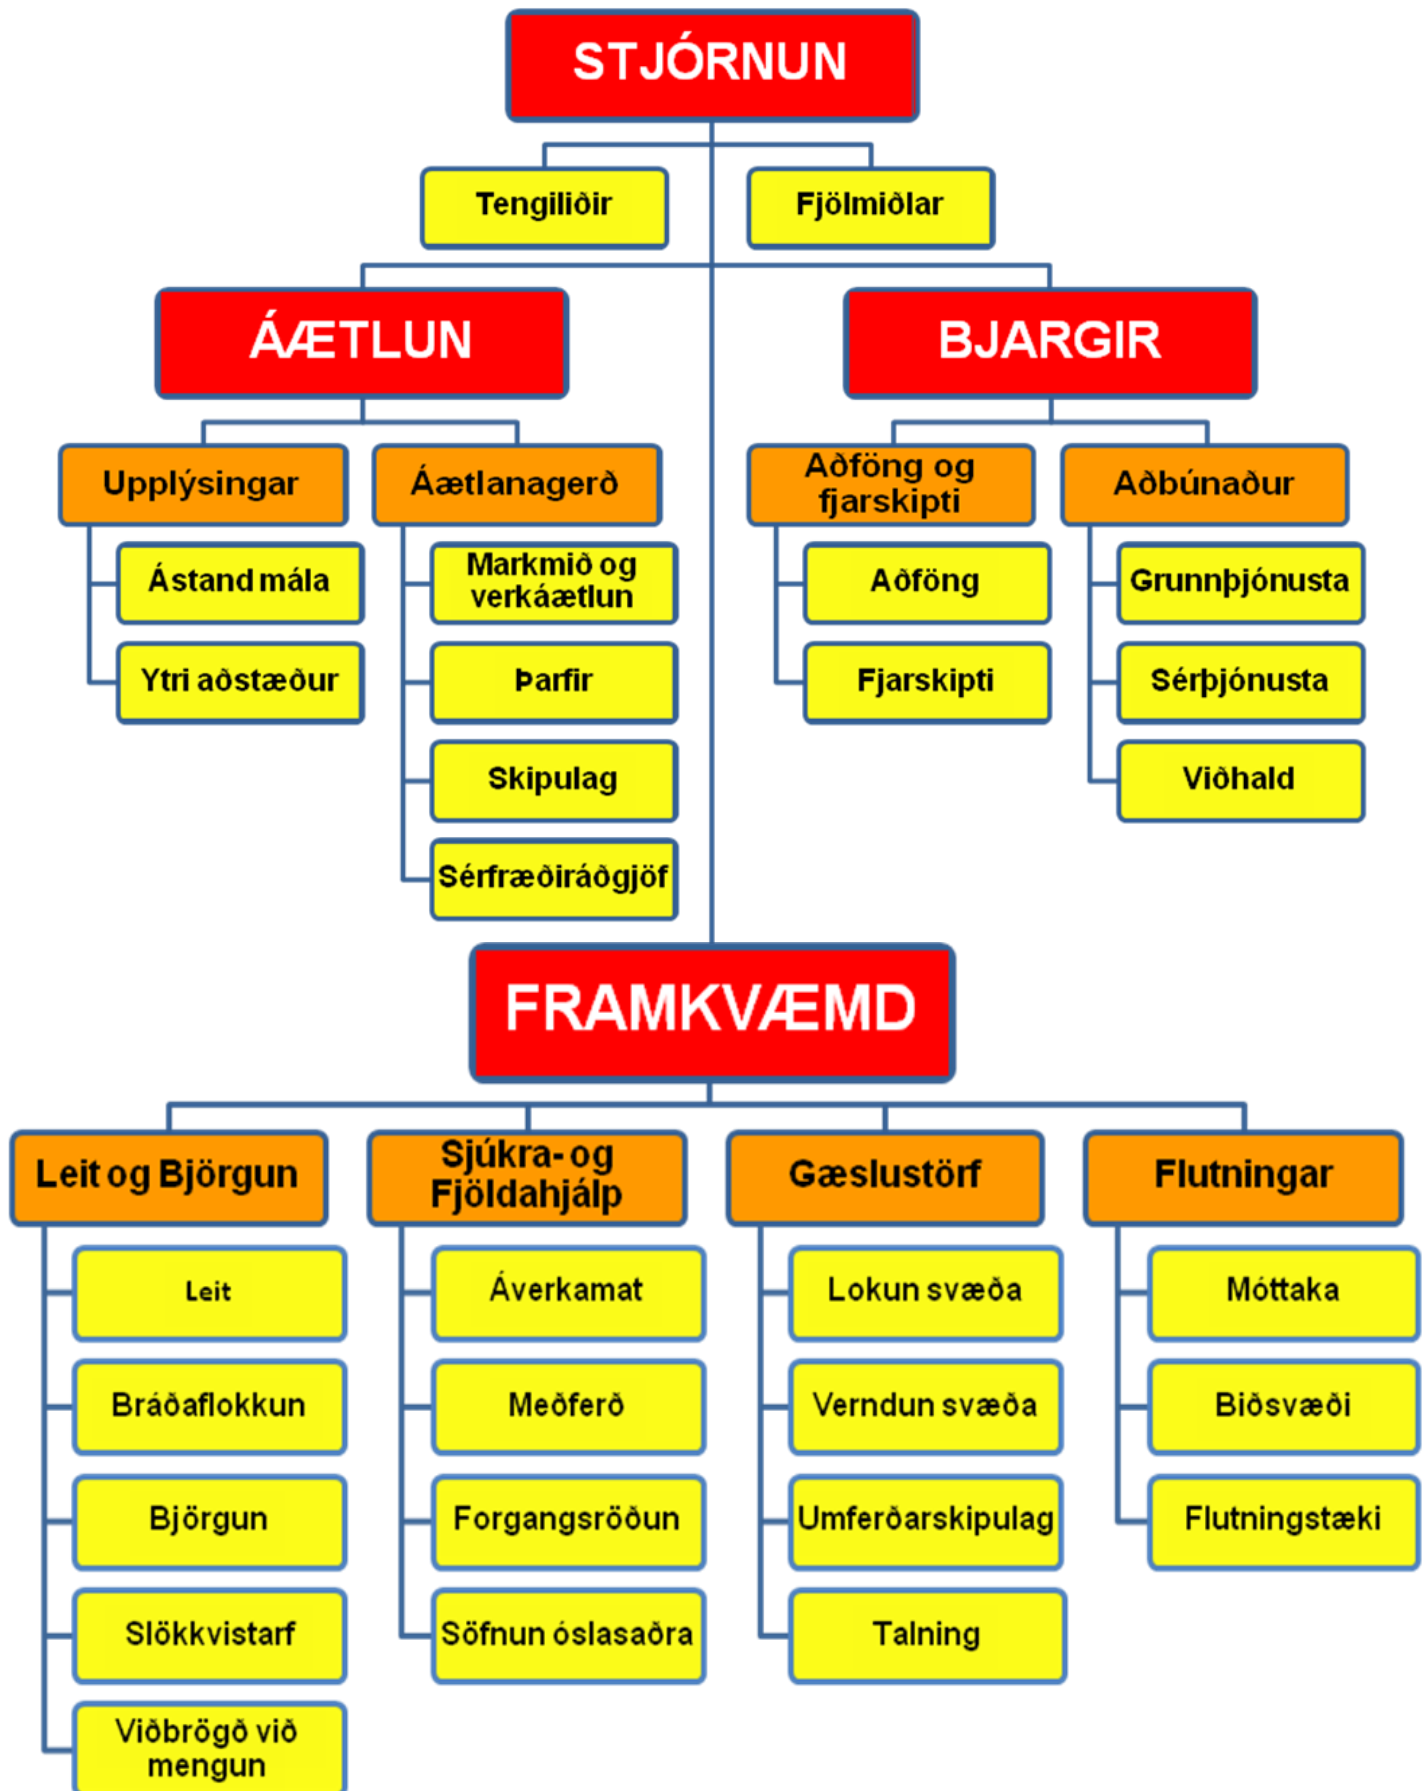 STJÓRNUN
Tengiliðir
Fjölmiðlar
ÁÆTLUN
BJARGIR
Upplýsingar
Ástand mála
Ytri aðstæður
Áætlanagerð
Markmið og
verkáætlun
Þarfir
Skipulag
Sérfræðiráðgjöf
Aðföng og
fjarskipti
Aðföng
Fjarskipti
Aðbúnaður
Grunnþjónusta
Sérþjónusta
Viðhald
FRAMKVÆMD
Leit og Björgun
Leit
Bráðaflokkun
Björgun
Slökkvistarf
Viðbrögð við
mengun
Sjúkra- og
Fjöldahjálp
Áverkamat
Meðferð
Forgangsröðun
Söfnun óslasaðra
Gæslustörf
Lokun svæða
Verndun svæða
Umferðarskipulag
Talning
Flutningar
Móttaka
Biðsvæði
Flutningstæki